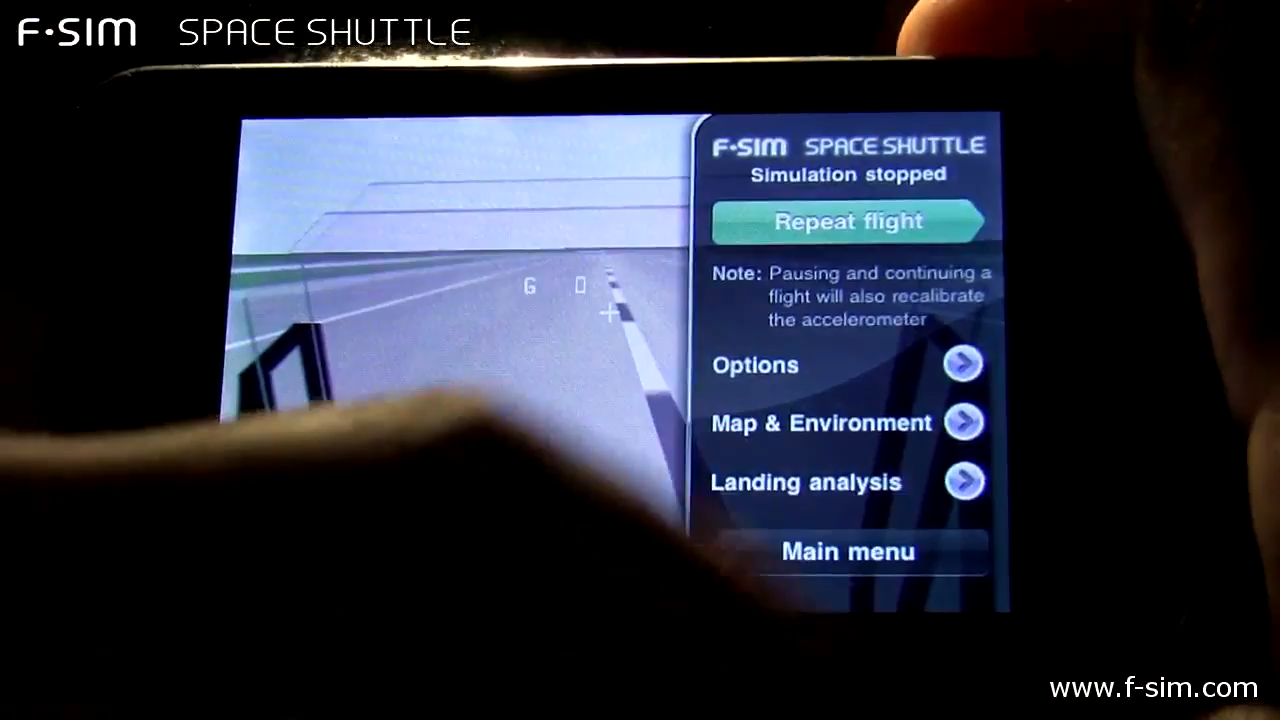 F·SIM SPACE SHUTTLE
F·SIM SPACE SHUTTLE
Simulation stopped
Repeat flight
Note: Pausing and continuing a
flight will also recalibrate
the accelerometer
G 0
Options
Map & Environment
Landing analysis
Main menu
www.f-sim.com